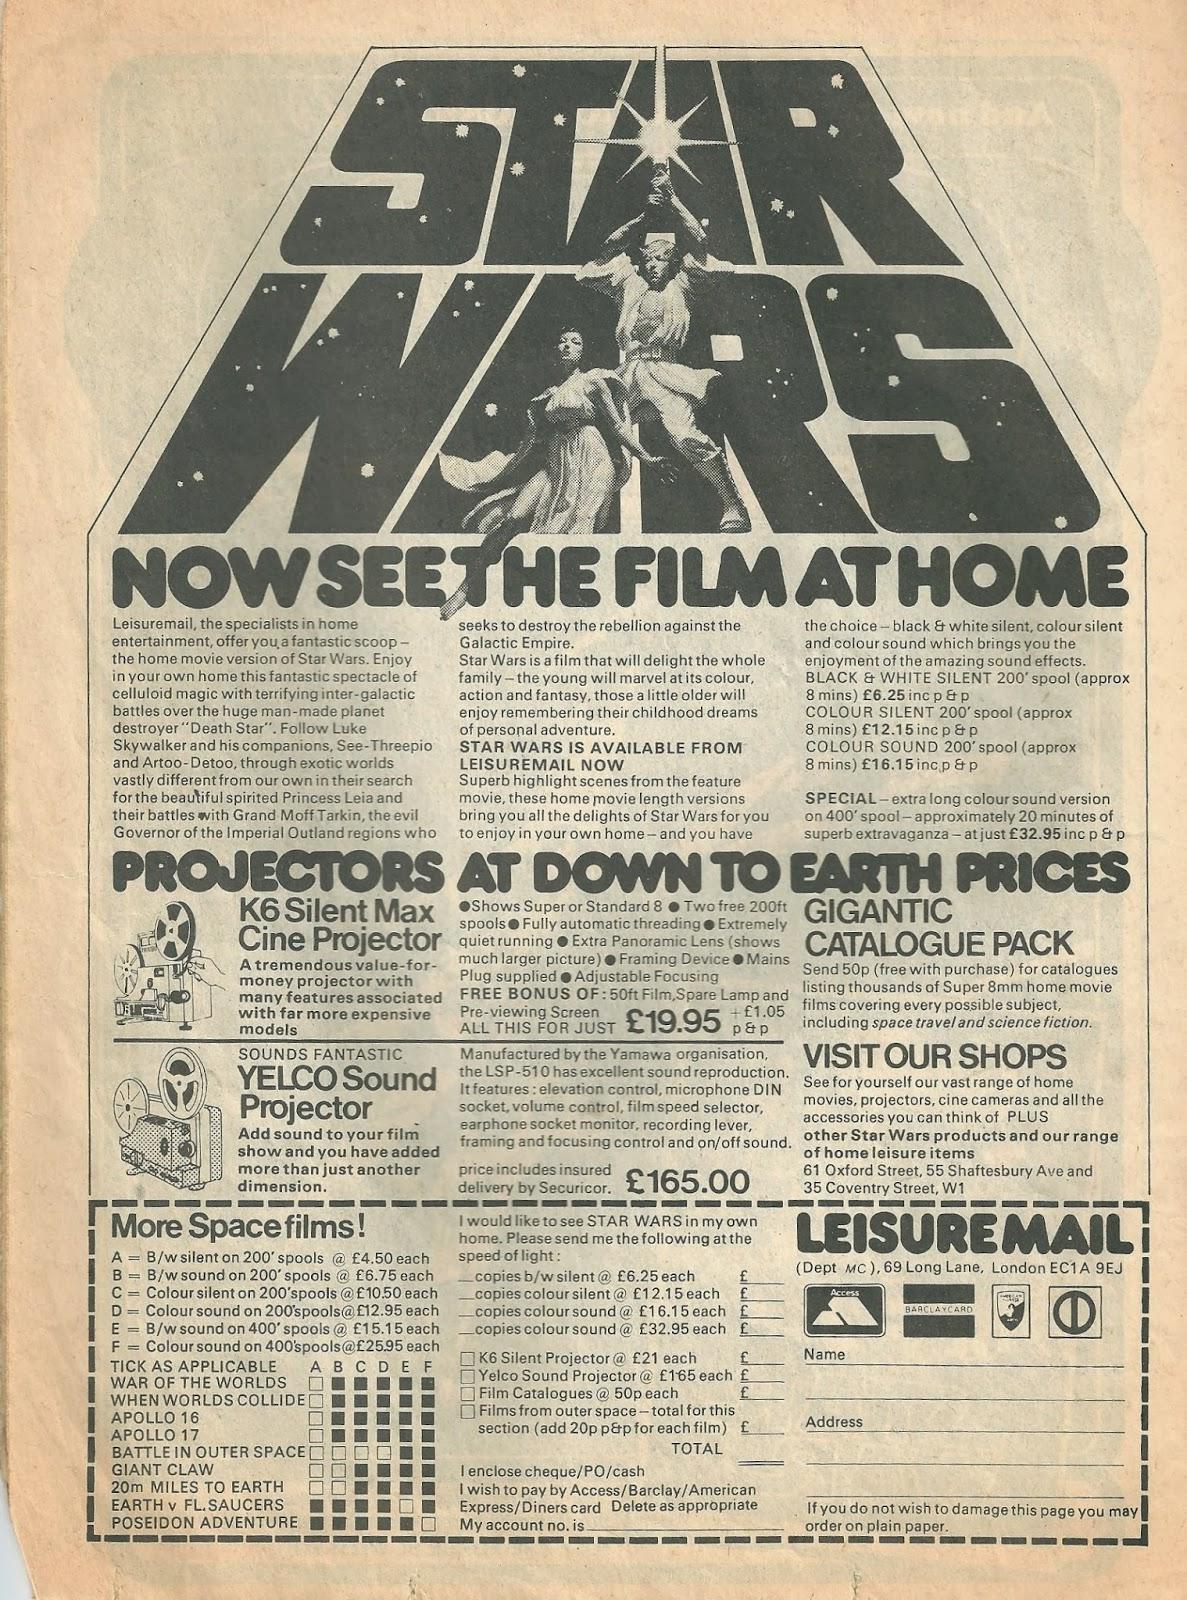 STAR
WARS
NOW SEE THE FILM AT HOME
Leisuremail, the specialists in home
entertainment, offer you a fantastic scoop –
the home movie version of Star Wars. Enjoy
in your own home this fantastic spectacle of
celluloid magic with terrifying inter-galactic
battles over the huge man-made planet
destroyer "Death Star". Follow Luke
Skywalker and his companions, See-Threepio
and Artoo-Detoo, through exotic worlds
vastly different from our own in their search
for the beautiful spirited Princess Leia and
their battles with Grand Moff Tarkin, the evil
Governor of the Imperial Outland regions who
seeks to destroy the rebellion against the
Galactic Empire.
Star Wars is a film that will delight the whole
family – the young will marvel at its colour,
action and fantasy, those a little older will
enjoy remembering their childhood dreams
of personal adventure.
STAR WARS IS AVAILABLE FROM
LEISUREMAIL NOW
Superb highlight scenes from the feature
movie, these home movie length versions
bring you all the delights of Star Wars for you
to enjoy in your own home – and you have
the choice – black & white silent, colour silent
and colour sound which brings you the
enjoyment of the amazing sound effects.
BLACK & WHITE SILENT 200' spool (approx
8 mins) £6.25 inc p & p
COLOUR SILENT 200' spool (approx
8 mins) £12.15 inc p & p
COLOUR SOUND 200' spool (approx
8 mins) £16.15 inc p & p
SPECIAL – extra long colour sound version
on 400' spool – approximately 20 minutes of
superb extravaganza – at just £32.95 inc p & p
PROJECTORS AT DOWN TO EARTH PRICES
K6 Silent Max
Cine Projector
A tremendous value-for-
money projector with
many features associated
with far more expensive
models
●Shows Super or Standard 8 ● Two free 200ft
spools● Fully automatic threading● Extremely
quiet running ● Extra Panoramic Lens (shows
much larger picture) ● Framing Device ● Mains
Plug supplied ● Adjustable Focusing
FREE BONUS OF: 50ft Film, Spare Lamp and
Pre-viewing Screen
ALL THIS FOR JUST £19.95 + £1.05 p & p
SOUNDS FANTASTIC
YELCO Sound
Projector
Add sound to your film
show and you have added
more than just another
dimension.
Manufactured by the Yamawa organisation,
the LSP-510 has excellent sound reproduction.
It features : elevation control, microphone DIN
socket, volume control, film speed selector,
earphone socket monitor, recording lever,
framing and focusing control and on/off sound.
price includes insured
delivery by Securicor. £165.00
GIGANTIC
CATALOGUE PACK
Send 50p (free with purchase) for catalogues
listing thousands of Super 8mm home movie
films covering every possible subject,
including space travel and science fiction.
VISIT OUR SHOPS
See for yourself our vast range of home
movies, projectors, cine cameras and all the
accessories you can think of PLUS
other Star Wars products and our range
of home leisure items
61 Oxford Street, 55 Shaftesbury Ave and
35 Coventry Street, W1
More Space films!
A = B/w silent on 200' spools @ £4.50 each
B = B/w sound on 200' spools @ £6.75 each
C = Colour silent on 200' spools @ £10.50 each
D = Colour sound on 200' spools @ £12.95 each
E = B/w sound on 400' spools @ £15.15 each
F = Colour sound on 400' spools @ £25.95 each
TICK AS APPLICABLE A B C D E F
WAR OF THE WORLDS □ ■ ■ ■ ■ ■
WHEN WORLDS COLLIDE □ ■ ■ ■ ■ ■
APOLLO 16 □ ■ ■ ■ ■ ■
APOLLO 17 □ ■ ■ ■ ■ ■
BATTLE IN OUTER SPACE □ □ □ □ ■ ■
GIANT CLAW □ □ ■ ■ ■ ■
20m MILES TO EARTH □ □ ■ ■ ■ ■
EARTH v FL. SAUCERS ■ ■ ■ ■ □ ■
POSEIDON ADVENTURE ■ ■ ■ ■ ■ □
I would like to see STAR WARS in my own
home. Please send me the following at the
speed of light :
__copies b/w silent @ £6.25 each £____
__copies colour silent @ £12.15 each £____
__copies colour sound @ £16.15 each £____
__copies colour sound @ £32.95 each £____
□ K6 Silent Projector @ £21 each £____
□ Yelco Sound Projector @ £165 each £____
□ Film Catalogues @ 50p each £____
□ Films from outer space – total for this
section (add 20p p&p for each film) £____
TOTAL ____
I enclose cheque/PO/cash
I wish to pay by Access/Barclay/American
Express/Diners card Delete as appropriate
My account no. is____
LEISUREMAIL
(Dept MC), 69 Long Lane, London EC1A 9EJ
Access
BARCLAYCARD
Name
Address
If you do not wish to damage this page you may
order on plain paper.